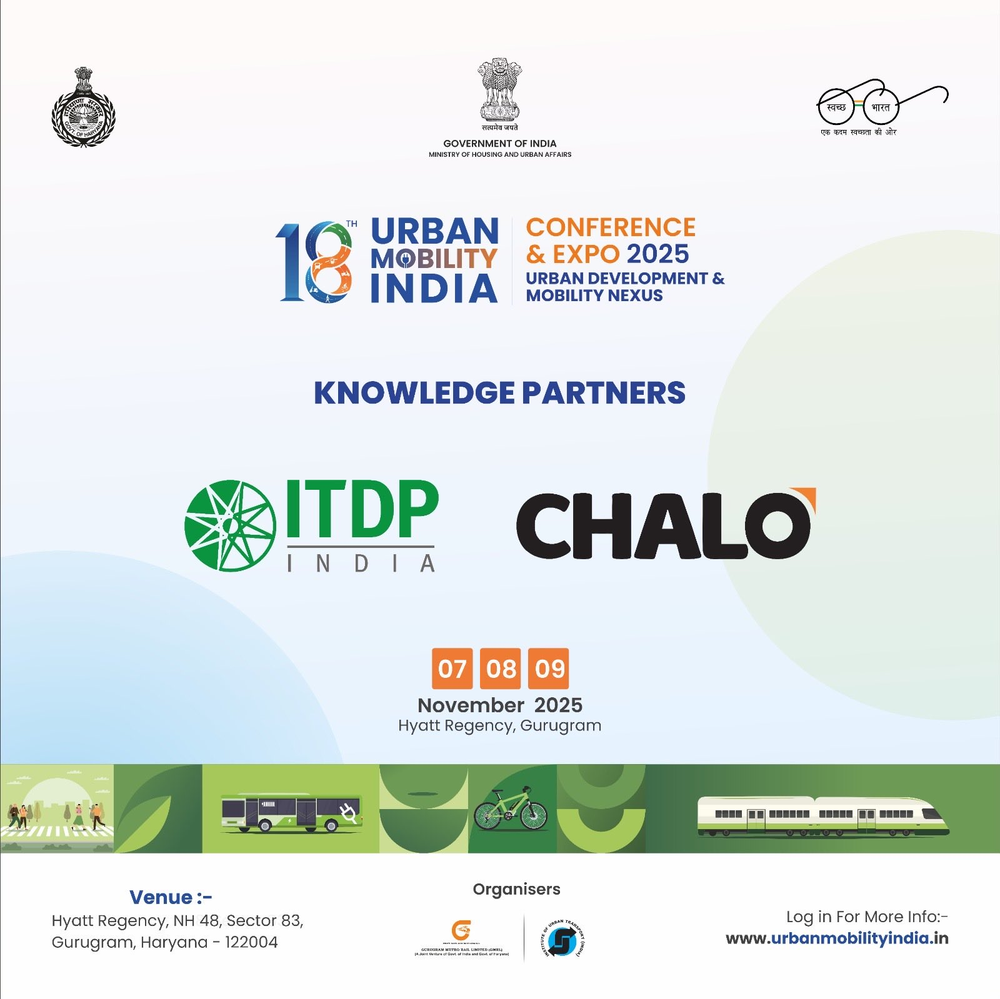 हरियाणा सरकार
GOVT. OF HARYANA
सत्यमेव जयते
GOVERNMENT OF INDIA
MINISTRY OF HOUSING AND URBAN AFFAIRS
स्वच्छ भारत
एक कदम स्वच्छता की ओर
18TH URBAN MOBILITY INDIA
CONFERENCE
& EXPO 2025
URBAN DEVELOPMENT &
MOBILITY NEXUS
KNOWLEDGE PARTNERS
ITDP
INDIA
CHALO
07 08 09
November 2025
Hyatt Regency, Gurugram
Venue :-
Hyatt Regency, NH 48, Sector 83,
Gurugram, Haryana - 122004
Organisers
GURUGRAM METRO RAIL LIMITED (GMRL)
(A Joint Venture of Govt. of India and Govt. of Haryana)
INSTITUTE OF URBAN TRANSPORT (INDIA)
Log in For More Info:-
www.urbanmobilityindia.in